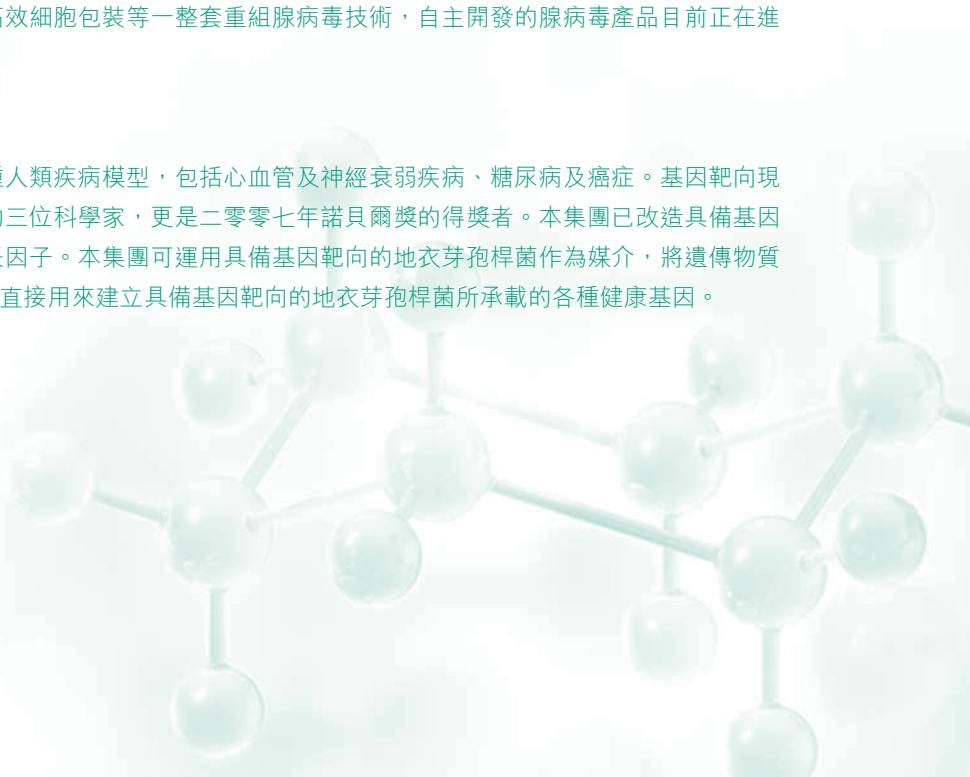 高效細胞包裝等一整套重組腺病毒技術，自主開發的腺病毒產品目前正在進
人類疾病模型，包括心血管及神經衰弱疾病、糖尿病及癌症。基因靶向現
三位科學家，更是二零零七年諾貝爾獎的得獎者。本集團已改造具備基因
因子。本集團可運用具備基因靶向的地衣芽孢桿菌作為媒介，將遺傳物質
直接用來建立具備基因靶向的地衣芽孢桿菌所承載的各種健康基因。